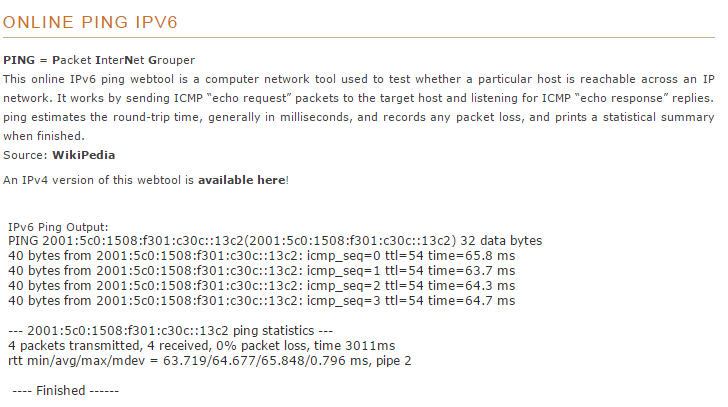 ONLINE PING IPV6
PING = Packet InterNet Grouper
This online IPv6 ping webtool is a computer network tool used to test whether a particular host is reachable across an IP
network. It works by sending ICMP “echo request” packets to the target host and listening for ICMP “echo response” replies.
ping estimates the round-trip time, generally in milliseconds, and records any packet loss, and prints a statistical summary
when finished.
Source: WikiPedia
An IPv4 version of this webtool is available here!
IPv6 Ping Output:
PING 2001:5c0:1508:f301:c30c::13c2(2001:5c0:1508:f301:c30c::13c2) 32 data bytes
40 bytes from 2001:5c0:1508:f301:c30c::13c2: icmp_seq=0 ttl=54 time=65.8 ms
40 bytes from 2001:5c0:1508:f301:c30c::13c2: icmp_seq=1 ttl=54 time=63.7 ms
40 bytes from 2001:5c0:1508:f301:c30c::13c2: icmp_seq=2 ttl=54 time=64.3 ms
40 bytes from 2001:5c0:1508:f301:c30c::13c2: icmp_seq=3 ttl=54 time=64.7 ms
--- 2001:5c0:1508:f301:c30c::13c2 ping statistics ---
4 packets transmitted, 4 received, 0% packet loss, time 3011ms
rtt min/avg/max/mdev = 63.719/64.677/65.848/0.796 ms, pipe 2
---- Finished ------